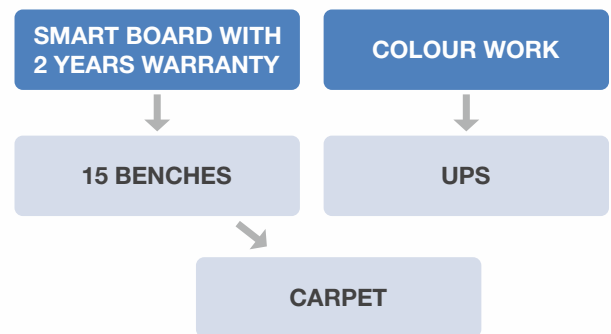 SMART BOARD WITH
2 YEARS WARRANTY
COLOUR WORK
15 BENCHES
UPS
CARPET